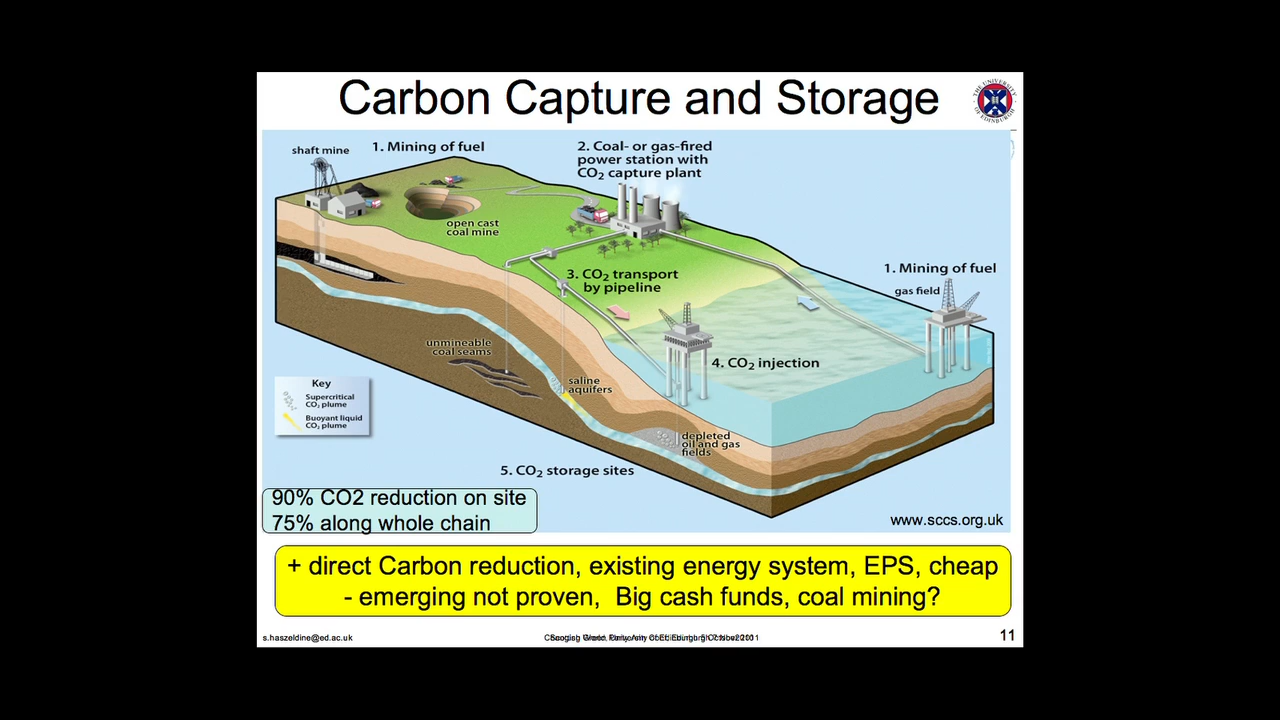 Carbon Capture and Storage
THE UNIVERSITY
OF EDINBURGH
shaft mine
1. Mining of fuel
2. Coal- or gas-fired
power station with
CO₂ capture plant
open cast
coal mine
3. CO₂ transport
by pipeline
1. Mining of fuel
gas field
unmineable
coal seams
4. CO₂ injection
saline
aquifers
Key
Supercritical
CO₂ plume
Buoyant liquid
CO₂ plume
depleted
oil and gas
fields
5. CO₂ storage sites
90% CO2 reduction on site
75% along whole chain
www.sccs.org.uk
+ direct Carbon reduction, existing energy system, EPS, cheap
- emerging not proven, Big cash funds, coal mining?
s.haszeldine@ed.ac.uk
11